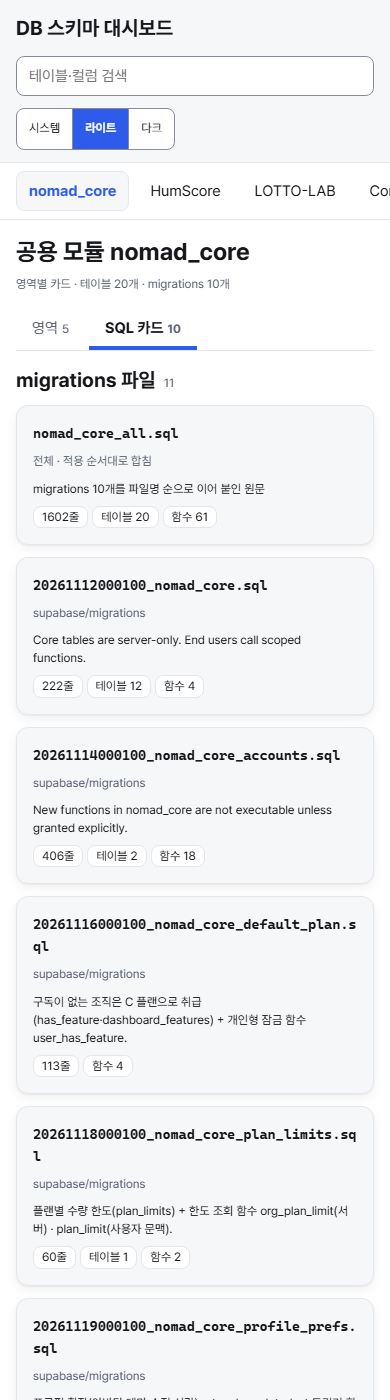 DB 스키마 대시보드
테이블·컬럼 검색
시스템 라이트 다크
nomad_core HumScore LOTTO-LAB
공용 모듈 nomad_core
영역별 카드 · 테이블 20개 · migrations 10개
영역 5 SQL 카드 10
migrations 파일 11
nomad_core_all.sql
전체 · 적용 순서대로 합침
migrations 10개를 파일명 순으로 이어 붙인 원문
1602줄 테이블 20 함수 61
20261112000100_nomad_core.sql
supabase/migrations
Core tables are server-only. End users call scoped
functions.
222줄 테이블 12 함수 4
20261114000100_nomad_core_accounts.sql
supabase/migrations
New functions in nomad_core are not executable unless
granted explicitly.
406줄 테이블 2 함수 18
20261116000100_nomad_core_default_plan.s
ql
supabase/migrations
구독이 없는 조직은 C 플랜으로 취급
(has_feature·dashboard_features) + 개인형 잠금 함수
user_has_feature.
113줄 함수 4
20261118000100_nomad_core_plan_limits.sq
l
supabase/migrations
플랜별 수량 한도(plan_limits) + 한도 조회 함수 org_plan_limit(서
버) · plan_limit(사용자 문맥).
60줄 테이블 1 함수 2
20261119000100_nomad_core_profile_prefs.
sql
supabase/migrations